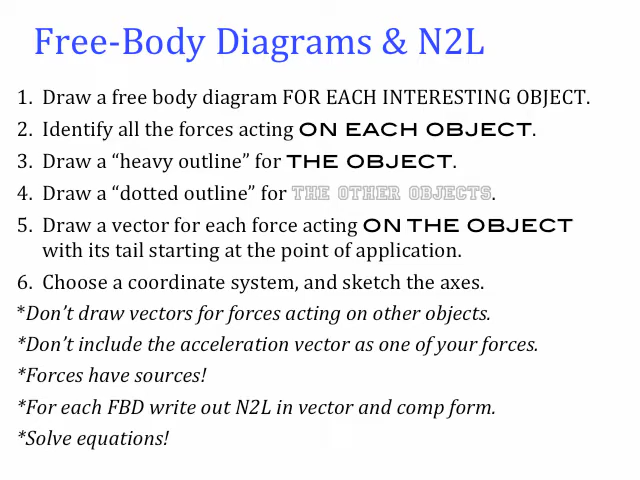 Free-Body Diagrams & N2L
1. Draw a free body diagram FOR EACH INTERESTING OBJECT.
2. Identify all the forces acting ON EACH OBJECT.
3. Draw a “heavy outline” for THE OBJECT.
4. Draw a “dotted outline” for THE OTHER OBJECTS.
5. Draw a vector for each force acting ON THE OBJECT
with its tail starting at the point of application.
6. Choose a coordinate system, and sketch the axes.
*Don’t draw vectors for forces acting on other objects.
*Don’t include the acceleration vector as one of your forces.
*Forces have sources!
*For each FBD write out N2L in vector and comp form.
*Solve equations!